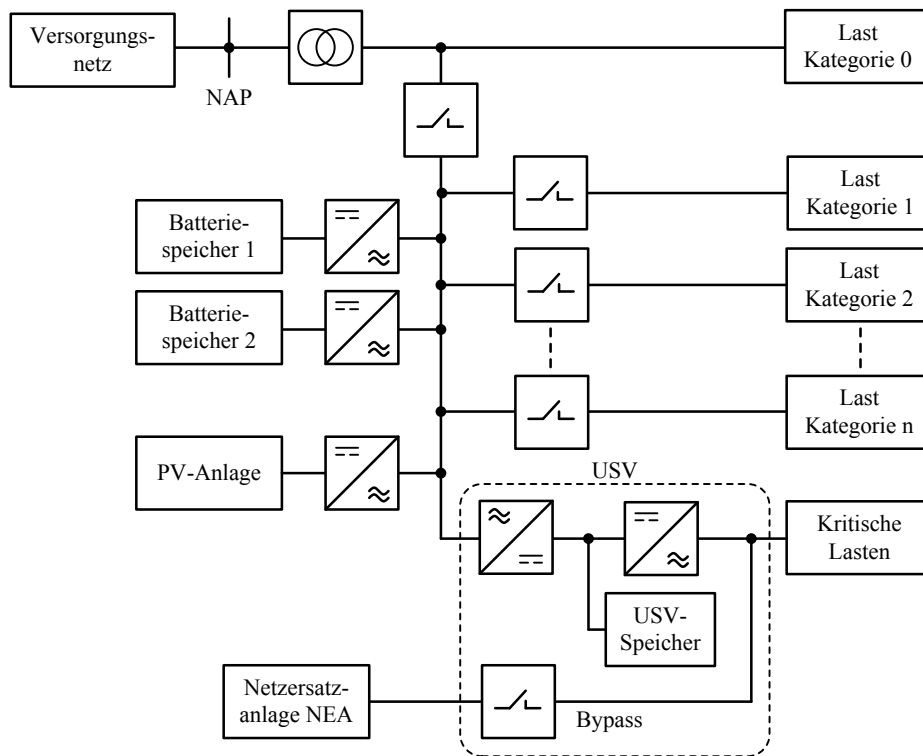 Versorgungs-
netz
NAP
Last
Kategorie 0
Last
Kategorie 1
Batterie-
speicher 1
Last
Kategorie 2
Batterie-
speicher 2
Last
Kategorie n
PV-Anlage
USV
Kritische
Lasten
USV-
Speicher
Netzersatz-
anlage NEA
Bypass